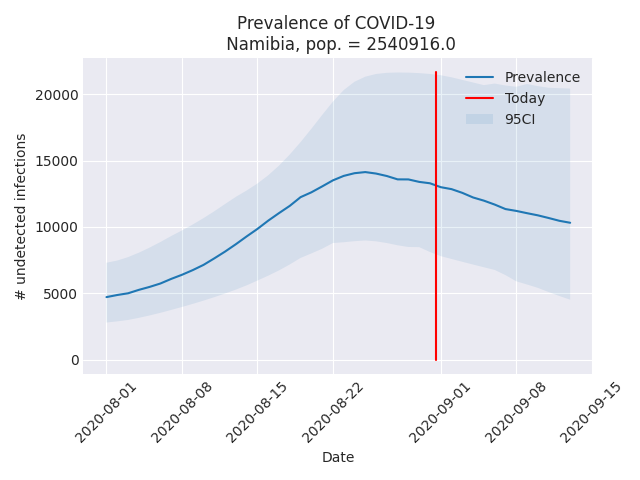 Prevalence of COVID-19
Namibia, pop. = 2540916.0
Prevalence
Today
95CI
# undetected infections
20000
15000
10000
5000
0
2020-08-01
2020-08-08
2020-08-15
2020-08-22
2020-09-01
2020-09-08
2020-09-15
Date